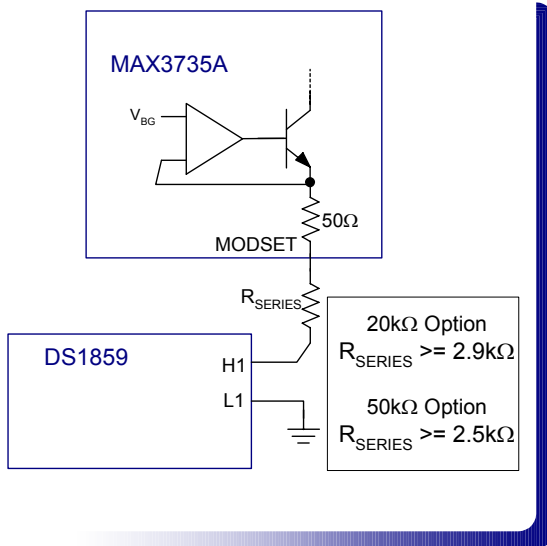 MAX3735A
V_BG
50Ω
MODSET
R_SERIES
DS1859
H1
L1
20kΩ Option
R_SERIES >= 2.9kΩ
50kΩ Option
R_SERIES >= 2.5kΩ